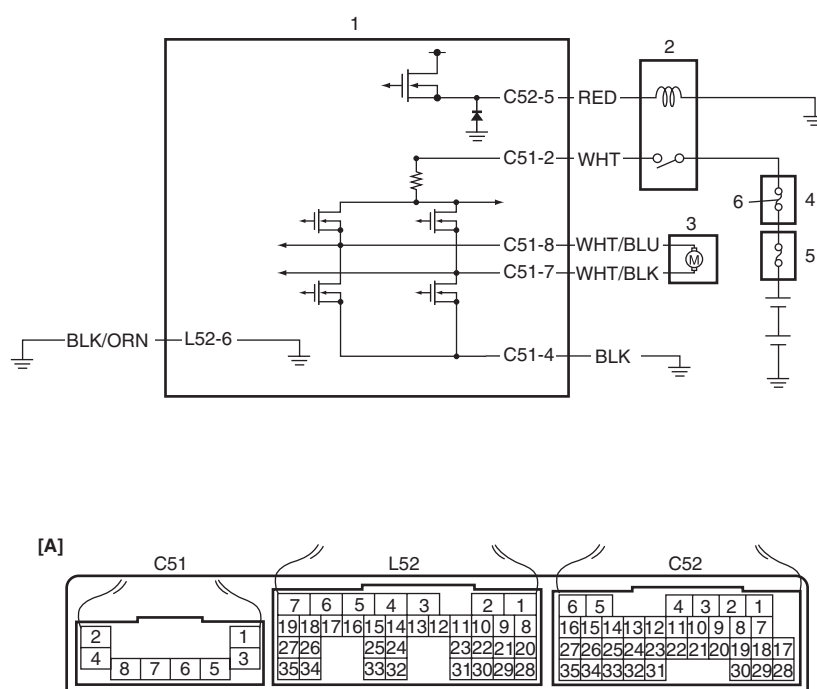 1
2
C52-5 RED
C51-2 WHT
6 4
3
C51-8 WHT/BLU
M
5
C51-7 WHT/BLK
BLK/ORN L52-6
C51-4 BLK
[A]
C51 L52 C52
7 6 5 4 3 2 1
6 5 4 3 2 1
19 18 17 16 15 14 13 12 11 10 9 8
16 15 14 13 12 11 10 9 8 7
2 1
27 26 25 24 23 22 21 20
27 26 25 24 23 22 21 20 19 18 17
4 8 7 6 5 3
35 34 33 32 31 30 29 28
35 34 33 32 31 30 29 28